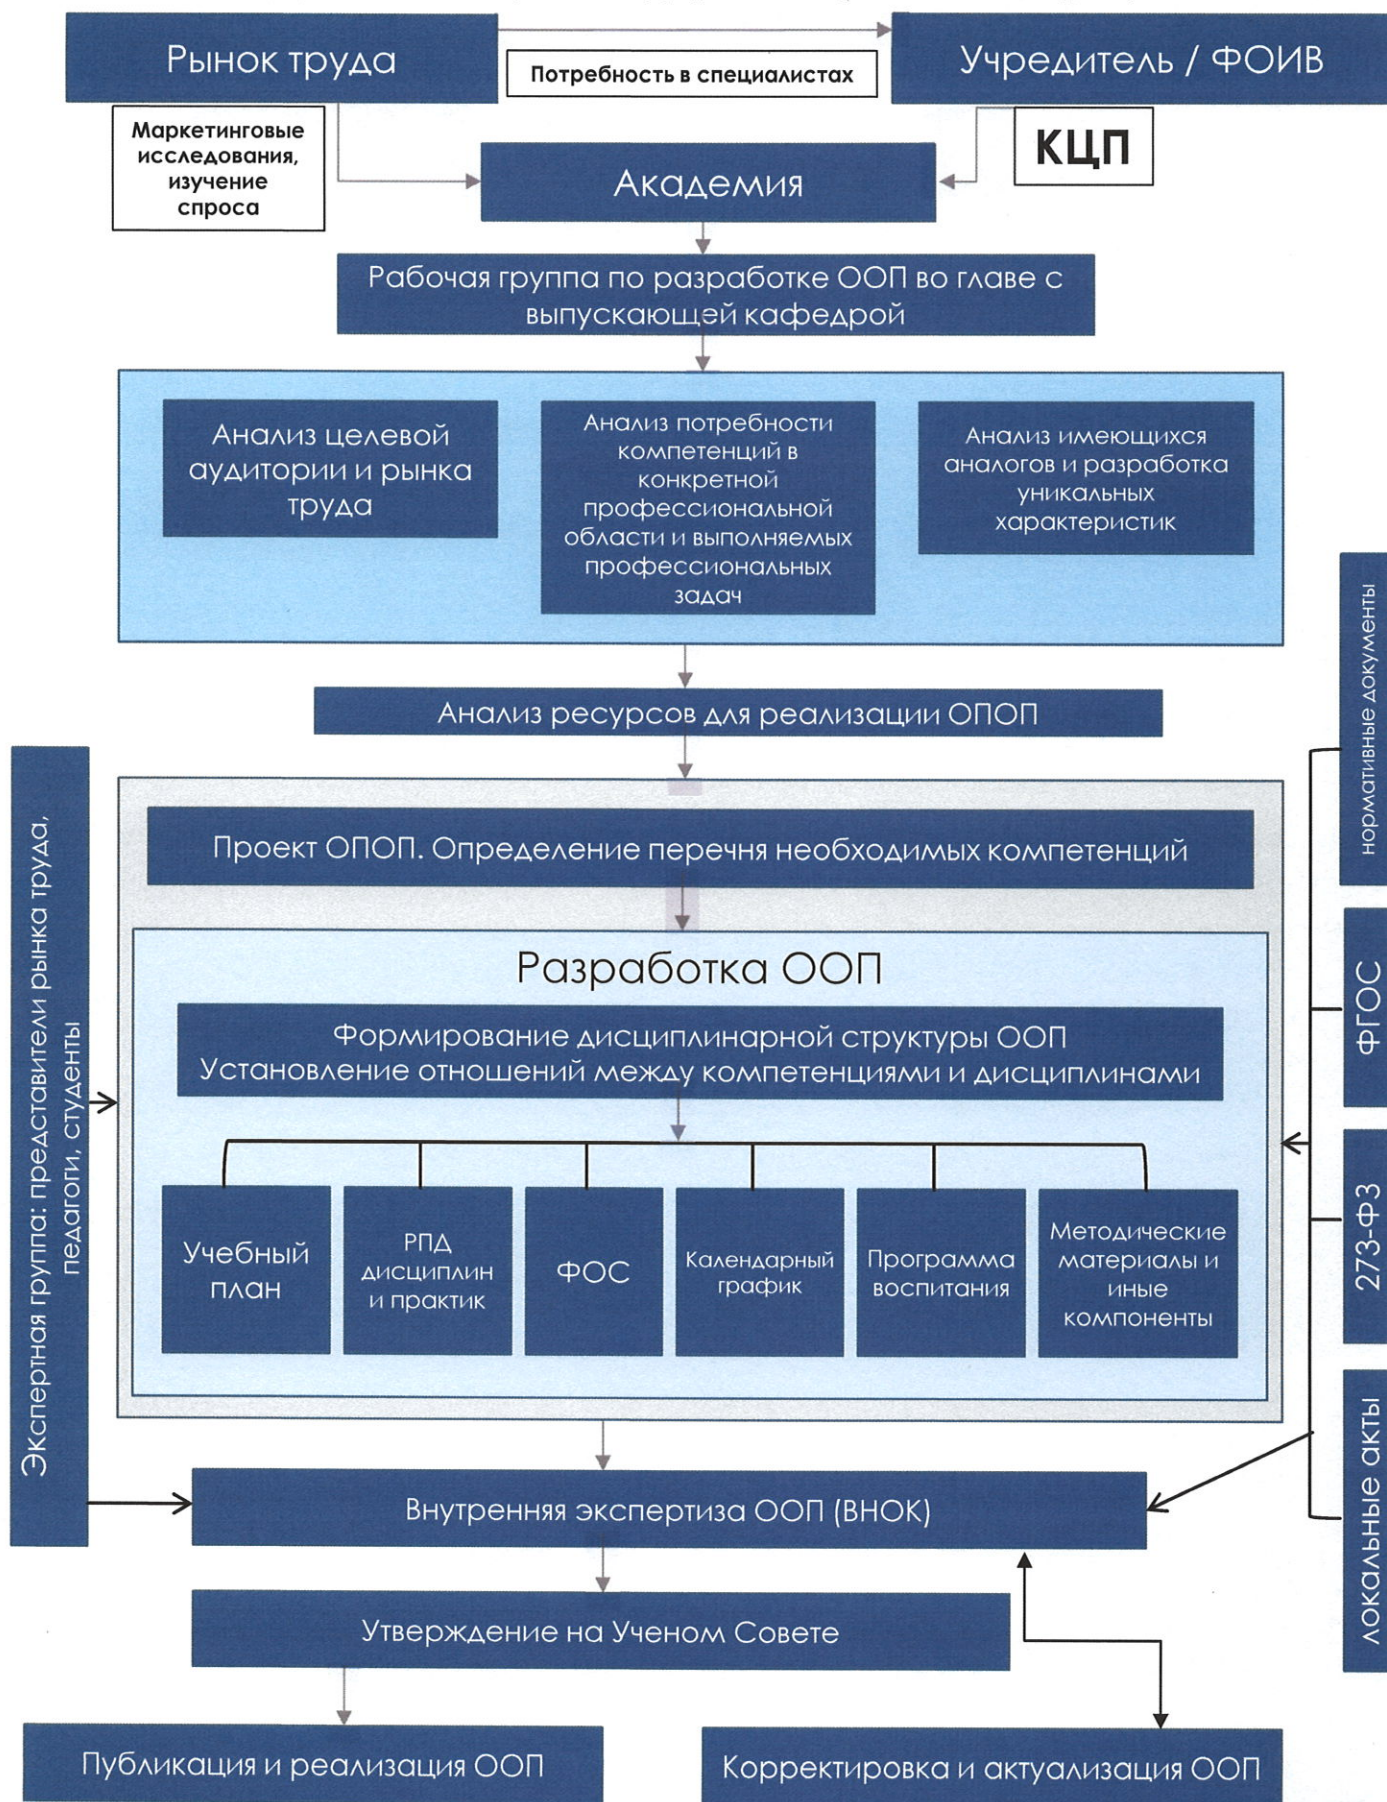 Рынок труда
Потребность в специалистах
Учредитель / ФОИВ
Маркетинговые
исследования,
изучение
спроса
КЦП
Академия
Рабочая группа по разработке ООП во главе с
выпускающей кафедрой
Анализ целевой
аудитории и рынка
труда
Анализ потребности
компетенций в
конкретной
профессиональной
области и выполняемых
профессиональных
задач
Анализ имеющихся
аналогов и разработка
уникальных
характеристик
Анализ ресурсов для реализации ОПОП
Экспертная группа: представители рынка труда,
педагоги, студенты
нормативные документы
ФГОС
273-ФЗ
локальные акты
Проект ОПОП. Определение перечня необходимых компетенций
Разработка ООП
Формирование дисциплинарной структуры ООП
Установление отношений между компетенциями и дисциплинами
Учебный
план
РПД
дисциплин
и практик
ФОС
Календарный
график
Программа
воспитания
Методические
материалы и
иные
компоненты
Внутренняя экспертиза ООП (ВНОК)
Утверждение на Ученом Совете
Публикация и реализация ООП
Корректировка и актуализация ООП